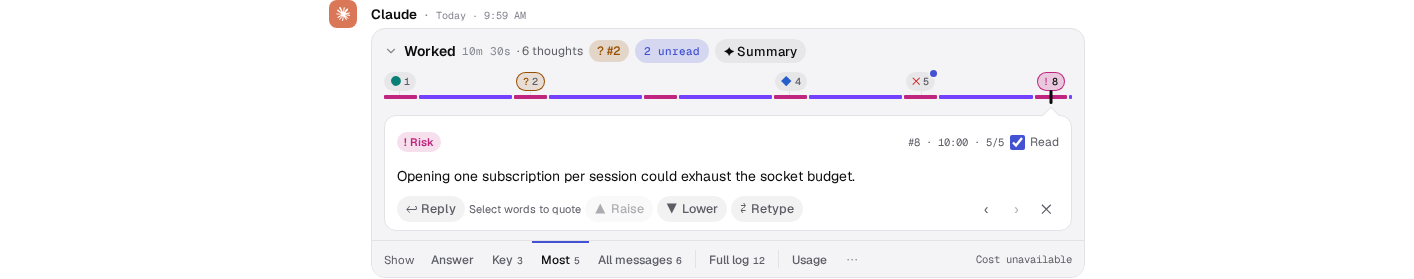 Claude · Today · 9:59 AM
Worked 10m 30s · 6 thoughts ? #2 2 unread ✦ Summary
1 ? 2 4 ✕ 5 ! 8
! Risk #8 · 10:00 · 5/5 Read
Opening one subscription per session could exhaust the socket budget.
↩ Reply Select words to quote ▲ Raise ▼ Lower ⇄ Retype ‹ › ✕
Show Answer Key 3 Most 5 All messages 6 Full log 12 Usage ··· Cost unavailable